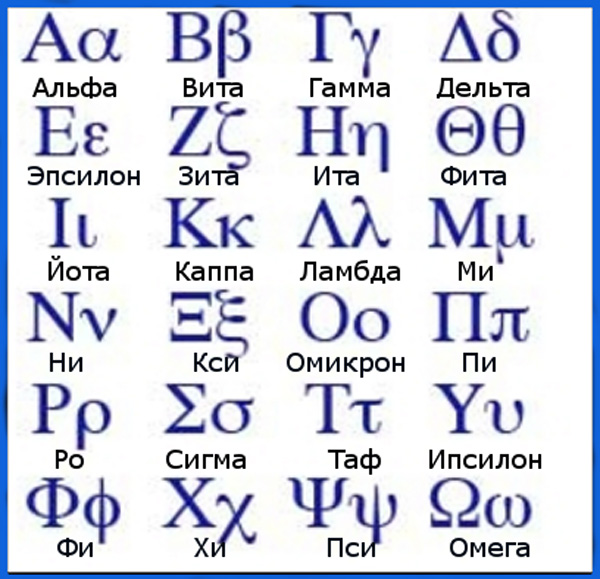 Αα Ββ Γγ Δδ
Альфа Вита Гамма Дельта
Εε Ζζ Ηη Θθ
Эпсилон Зита Ита Фита
Ιι Κκ Λλ Μμ
Йота Каппа Ламбда Ми
Νν Ξξ Οο Ππ
Ни Кси Омикрон Пи
Ρρ Σσ Ττ Υυ
Ро Сигма Таф Ипсилон
Φφ Χχ Ψψ Ωω
Фи Хи Пси Омега